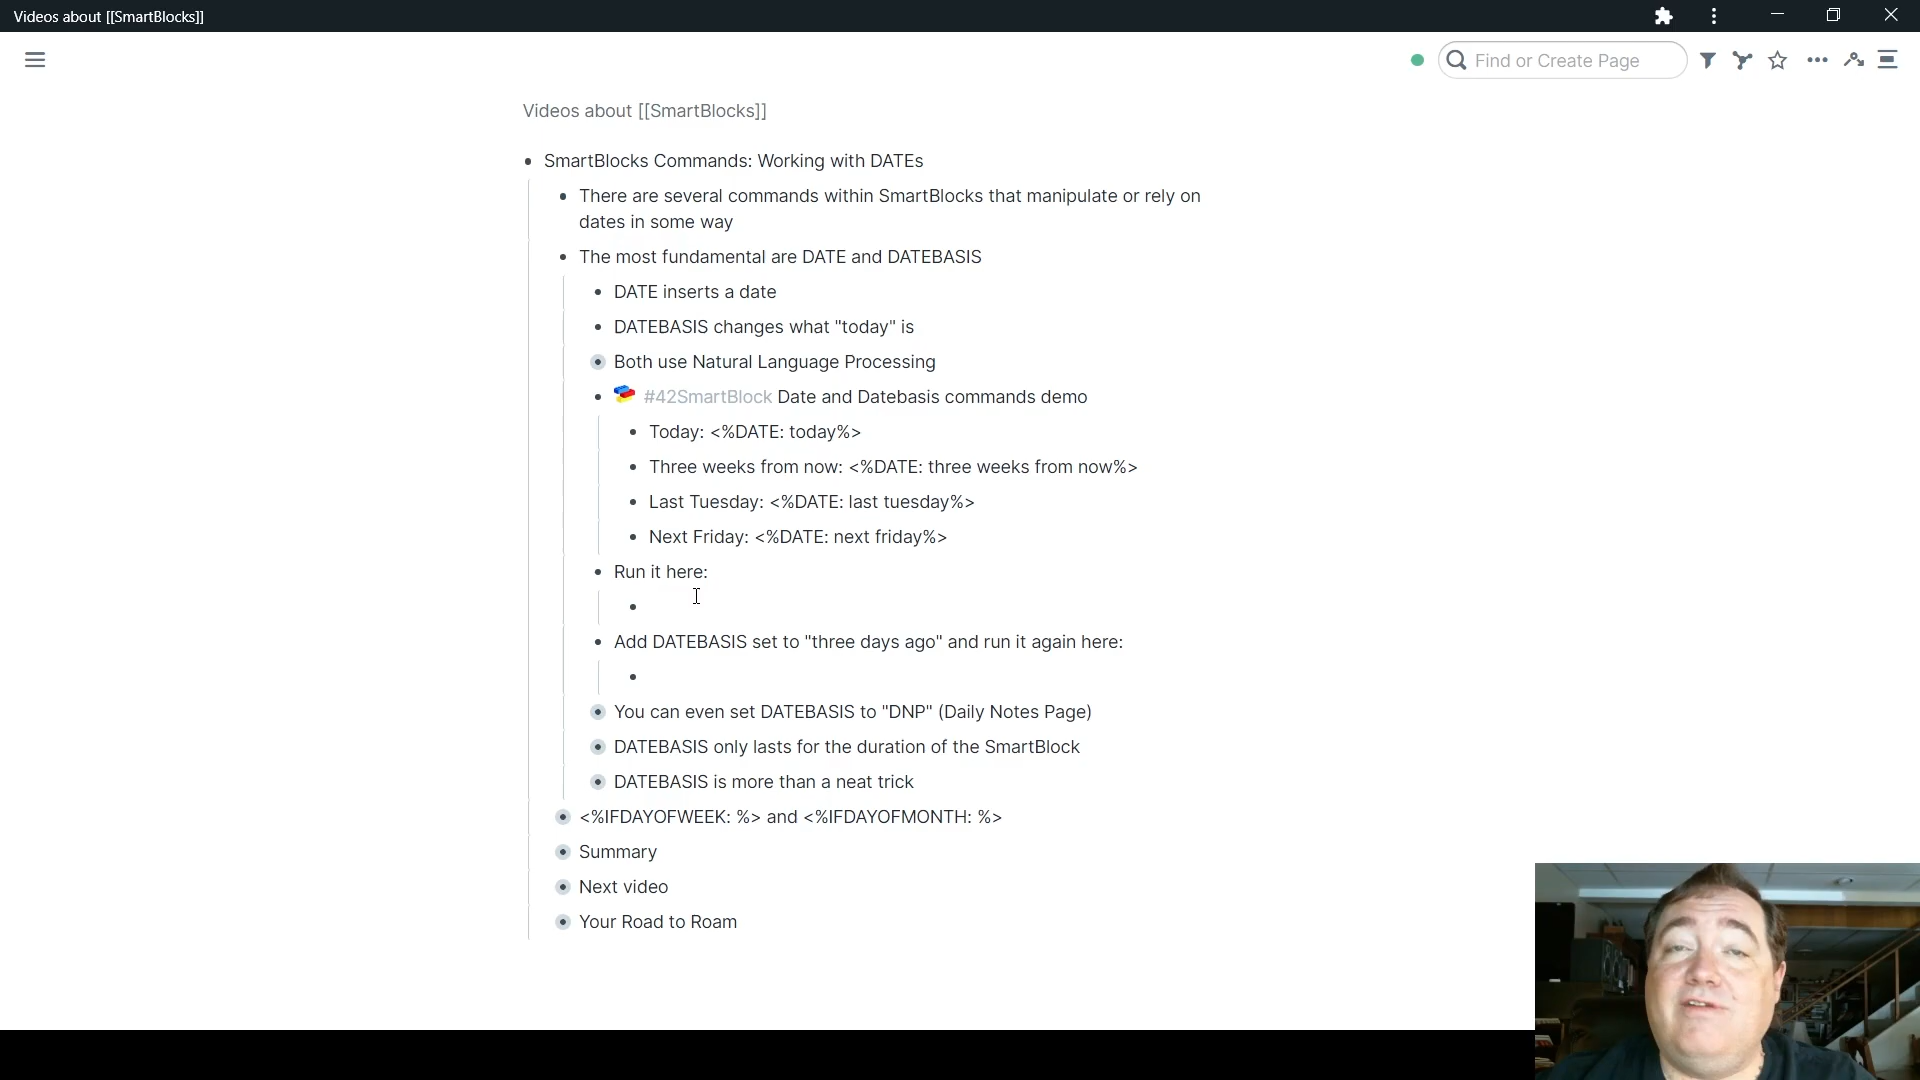 Videos about [[SmartBlocks]]
Find or Create Page
Videos about [[SmartBlocks]]
SmartBlocks Commands: Working with DATEs
There are several commands within SmartBlocks that manipulate or rely on
dates in some way
The most fundamental are DATE and DATEBASIS
DATE inserts a date
DATEBASIS changes what "today" is
Both use Natural Language Processing
#42SmartBlock Date and Datebasis commands demo
Today: <%DATE: today%>
Three weeks from now: <%DATE: three weeks from now%>
Last Tuesday: <%DATE: last tuesday%>
Next Friday: <%DATE: next friday%>
Run it here:
Add DATEBASIS set to "three days ago" and run it again here:
You can even set DATEBASIS to "DNP" (Daily Notes Page)
DATEBASIS only lasts for the duration of the SmartBlock
DATEBASIS is more than a neat trick
<%IFDAYOFWEEK: %> and <%IFDAYOFMONTH: %>
Summary
Next video
Your Road to Roam